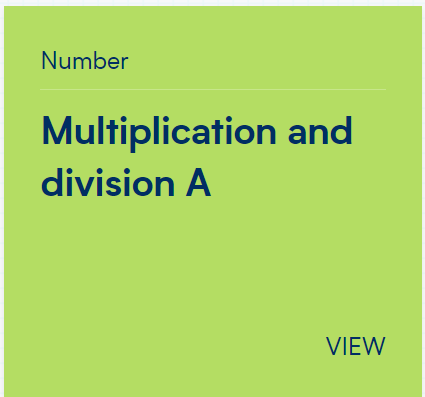 Number
Multiplication and
division A
VIEW